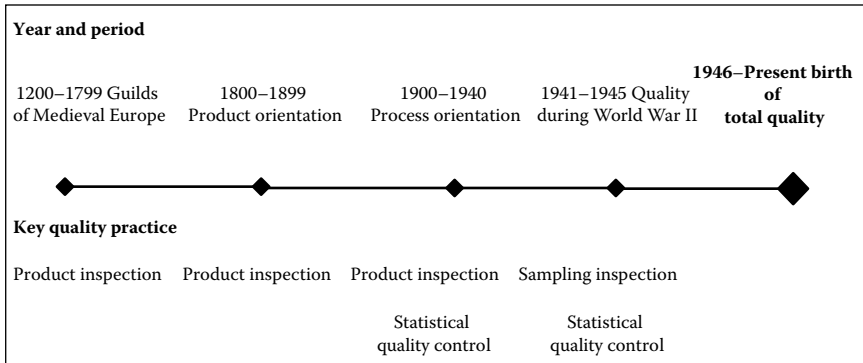 Year and period
1200–1799 Guilds
of Medieval Europe
1800–1899
Product orientation
1900–1940
Process orientation
1941–1945 Quality
during World War II
1946–Present birth
of
total quality
Key quality practice
Product inspection
Product inspection
Product inspection
Statistical
quality control
Sampling inspection
Statistical
quality control